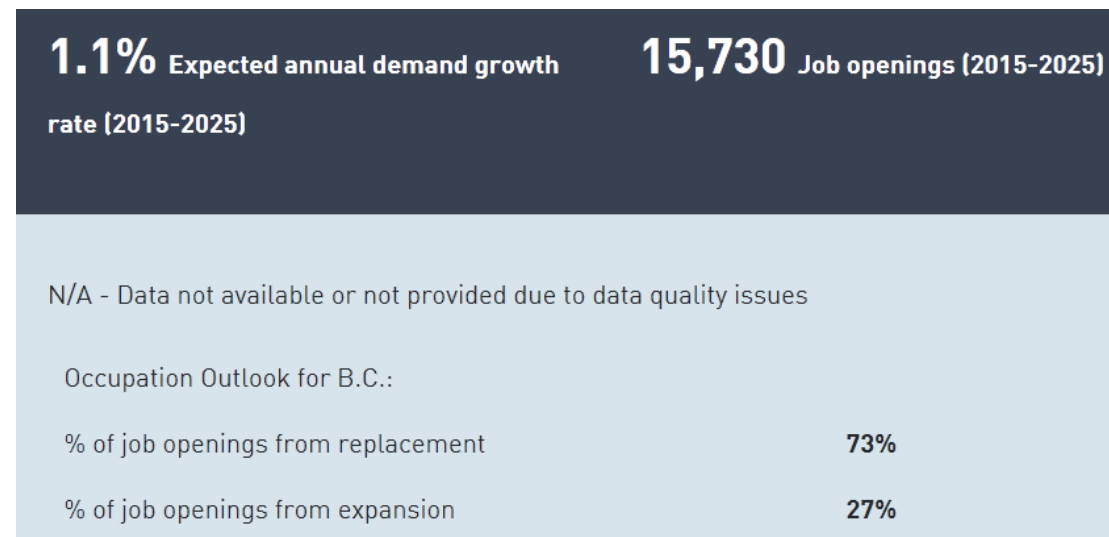 1.1% Expected annual demand growth
rate (2015-2025)
15,730 Job openings (2015-2025)
N/A - Data not available or not provided due to data quality issues
Occupation Outlook for B.C.:
% of job openings from replacement 73%
% of job openings from expansion 27%